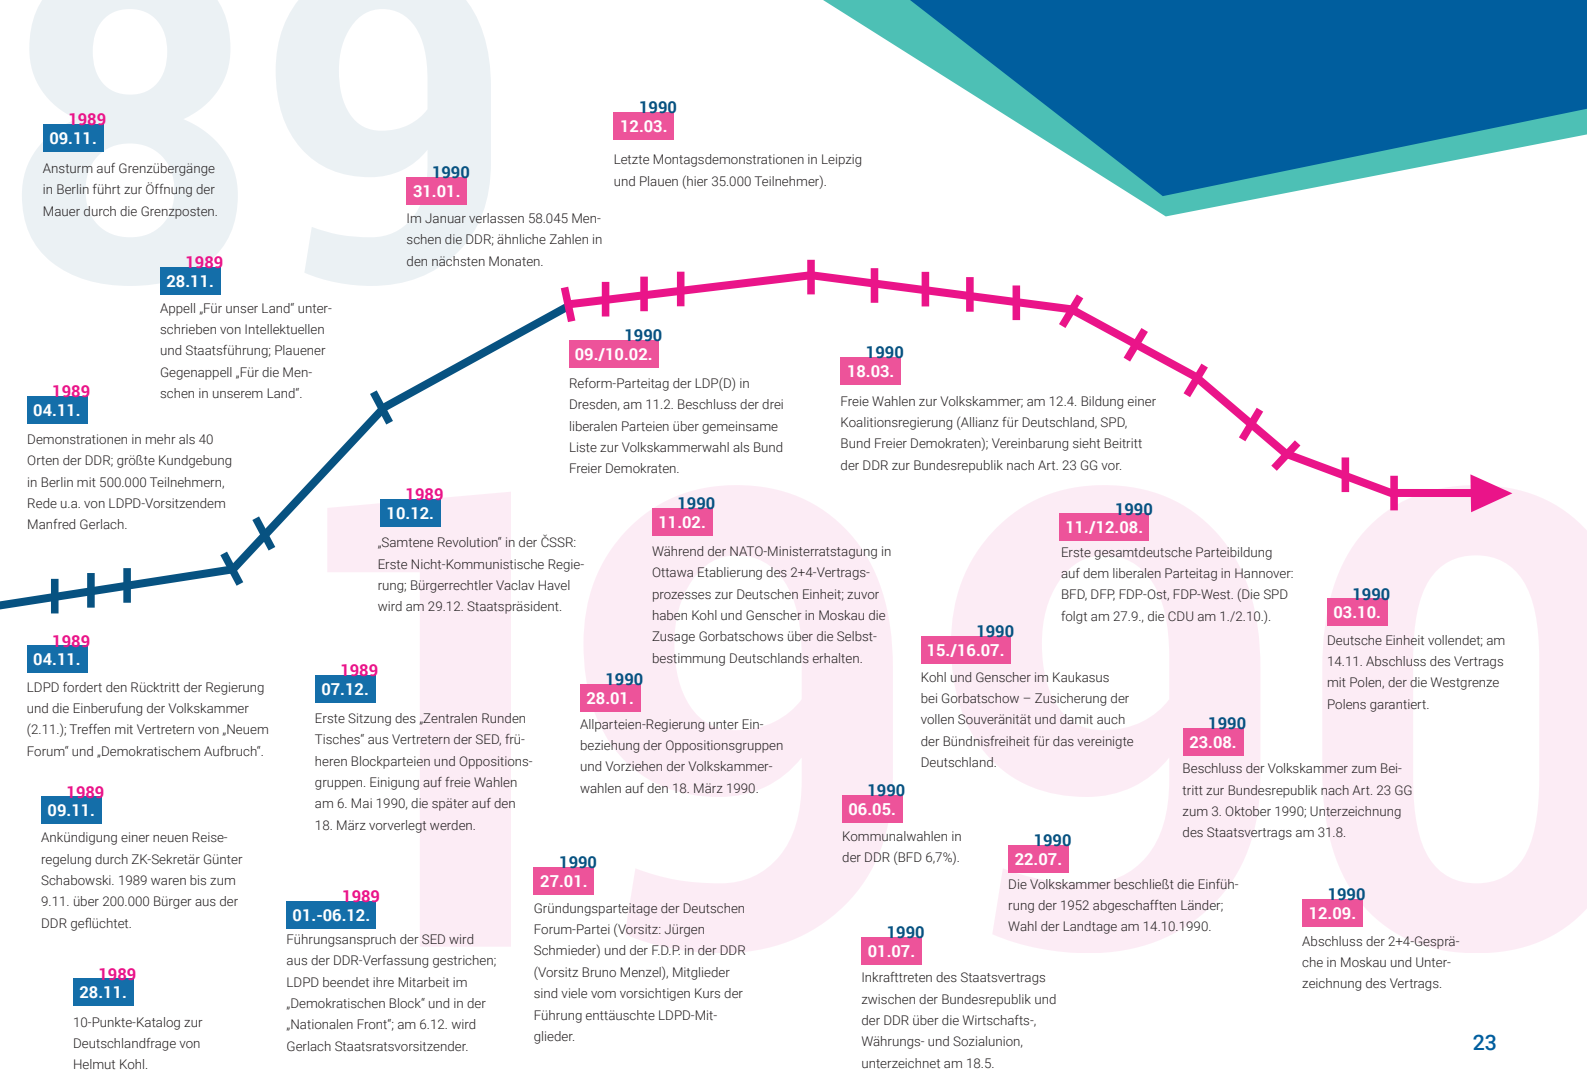 89
1990
1989
09.11.
Ansturm auf Grenzübergänge
in Berlin führt zur Öffnung der
Mauer durch die Grenzposten.
1989
28.11.
Appell „Für unser Land“ unter-
schrieben von Intellektuellen
und Staatsführung; Plauener
Gegenappell „Für die Men-
schen in unserem Land“.
1989
04.11.
Demonstrationen in mehr als 40
Orten der DDR; größte Kundgebung
in Berlin mit 500.000 Teilnehmern,
Rede u.a. von LDPD-Vorsitzendem
Manfred Gerlach.
1990
31.01.
Im Januar verlassen 58.045 Men-
schen die DDR; ähnliche Zahlen in
den nächsten Monaten.
1990
12.03.
Letzte Montagsdemonstrationen in Leipzig
und Plauen (hier 35.000 Teilnehmer).
1990
09./10.02.
Reform-Parteitag der LDP(D) in
Dresden, am 11.2. Beschluss der drei
liberalen Parteien über gemeinsame
Liste zur Volkskammerwahl als Bund
Freier Demokraten.
1990
18.03.
Freie Wahlen zur Volkskammer; am 12.4. Bildung einer
Koalitionsregierung (Allianz für Deutschland, SPD,
Bund Freier Demokraten); Vereinbarung sieht Beitritt
der DDR zur Bundesrepublik nach Art. 23 GG vor.
1989
10.12.
„Samtene Revolution“ in der ČSSR:
Erste Nicht-Kommunistische Regie-
rung; Bürgerrechtler Vaclav Havel
wird am 29.12. Staatspräsident.
1990
11.02.
Während der NATO-Ministerratstagung in
Ottawa Etablierung des 2+4-Vertrags-
prozesses zur Deutschen Einheit; zuvor
haben Kohl und Genscher in Moskau die
Zusage Gorbatschows über die Selbst-
bestimmung Deutschlands erhalten.
1990
11./12.08.
Erste gesamtdeutsche Parteibildung
auf dem liberalen Parteitag in Hannover:
BFD, DFP, FDP-Ost, FDP-West. (Die SPD
folgt am 27.9., die CDU am 1./2.10.).
1990
03.10.
Deutsche Einheit vollendet; am
14.11. Abschluss des Vertrags
mit Polen, der die Westgrenze
Polens garantiert.
1989
04.11.
LDPD fordert den Rücktritt der Regierung
und die Einberufung der Volkskammer
(2.11.); Treffen mit Vertretern von „Neuem
Forum“ und „Demokratischem Aufbruch“.
1989
07.12.
Erste Sitzung des „Zentralen Runden
Tisches“ aus Vertretern der SED, frü-
heren Blockparteien und Oppositions-
gruppen. Einigung auf freie Wahlen
am 6. Mai 1990, die später auf den
18. März vorverlegt werden.
1990
28.01.
Allparteien-Regierung unter Ein-
beziehung der Oppositionsgruppen
und Vorziehen der Volkskammer-
wahlen auf den 18. März 1990.
1990
15./16.07.
Kohl und Genscher im Kaukasus
bei Gorbatschow – Zusicherung der
vollen Souveränität und damit auch
der Bündnisfreiheit für das vereinigte
Deutschland.
1990
23.08.
Beschluss der Volkskammer zum Bei-
tritt zur Bundesrepublik nach Art. 23 GG
zum 3. Oktober 1990; Unterzeichnung
des Staatsvertrags am 31.8.
1989
09.11.
Ankündigung einer neuen Reise-
regelung durch ZK-Sekretär Günter
Schabowski. 1989 waren bis zum
9.11. über 200.000 Bürger aus der
DDR geflüchtet.
1990
06.05.
Kommunalwahlen in
der DDR (BFD 6,7%).
1990
22.07.
Die Volkskammer beschließt die Einfüh-
rung der 1952 abgeschafften Länder;
Wahl der Landtage am 14.10.1990.
1989
01.-06.12.
Führungsanspruch der SED wird
aus der DDR-Verfassung gestrichen;
LDPD beendet ihre Mitarbeit im
„Demokratischen Block“ und in der
„Nationalen Front“; am 6.12. wird
Gerlach Staatsratsvorsitzender.
1990
27.01.
Gründungsparteitage der Deutschen
Forum-Partei (Vorsitz: Jürgen
Schmieder) und der F.D.P. in der DDR
(Vorsitz Bruno Menzel), Mitglieder
sind viele vom vorsichtigen Kurs der
Führung enttäuschte LDPD-Mit-
glieder.
1990
12.09.
Abschluss der 2+4-Gesprä-
che in Moskau und Unter-
zeichnung des Vertrags.
1990
01.07.
Inkrafttreten des Staatsvertrags
zwischen der Bundesrepublik und
der DDR über die Wirtschafts-,
Währungs- und Sozialunion,
unterzeichnet am 18.5.
1989
28.11.
10-Punkte-Katalog zur
Deutschlandfrage von
Helmut Kohl.
23